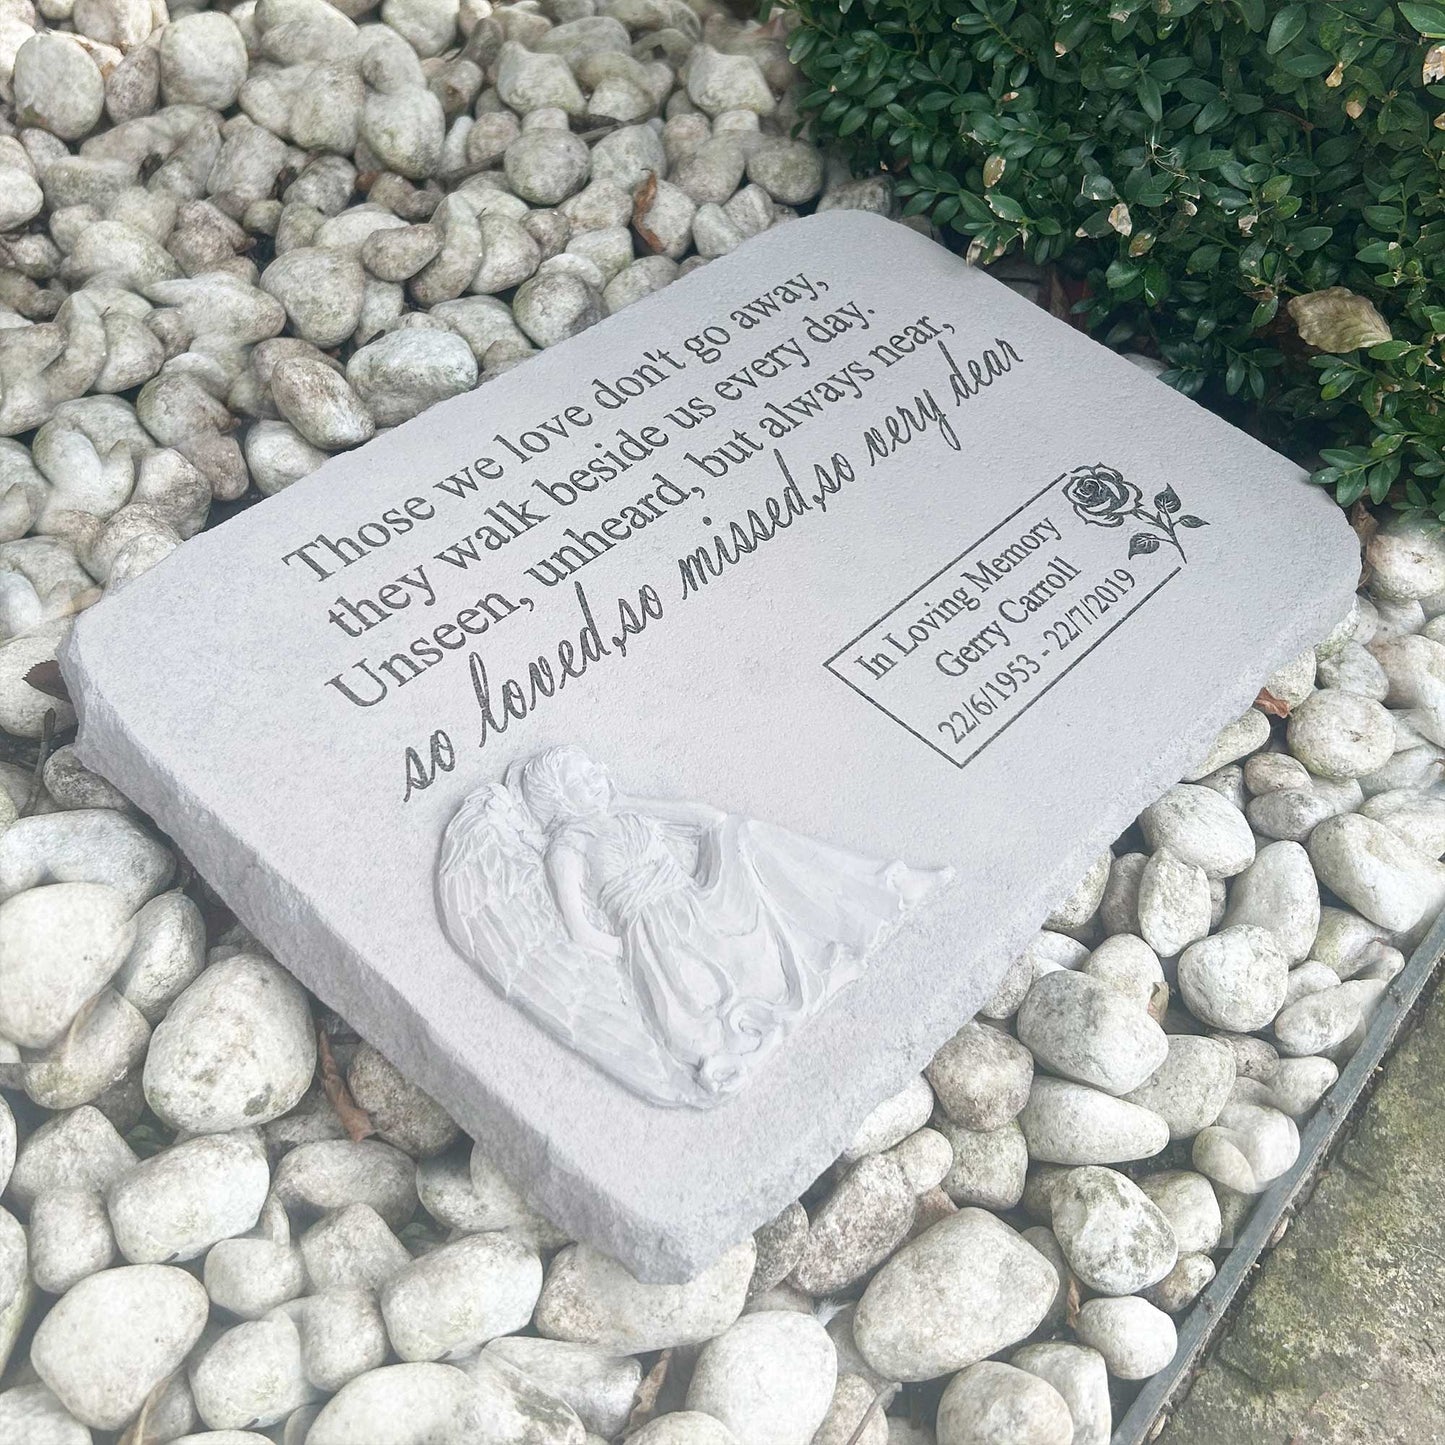 Those we love don't go away,
they walk beside us every day.
Unseen, unheard, but always near,
so loved,so missed,so very dear
In Loving Memory
Gerry Carroll
22/6/1953 - 22/7/2019